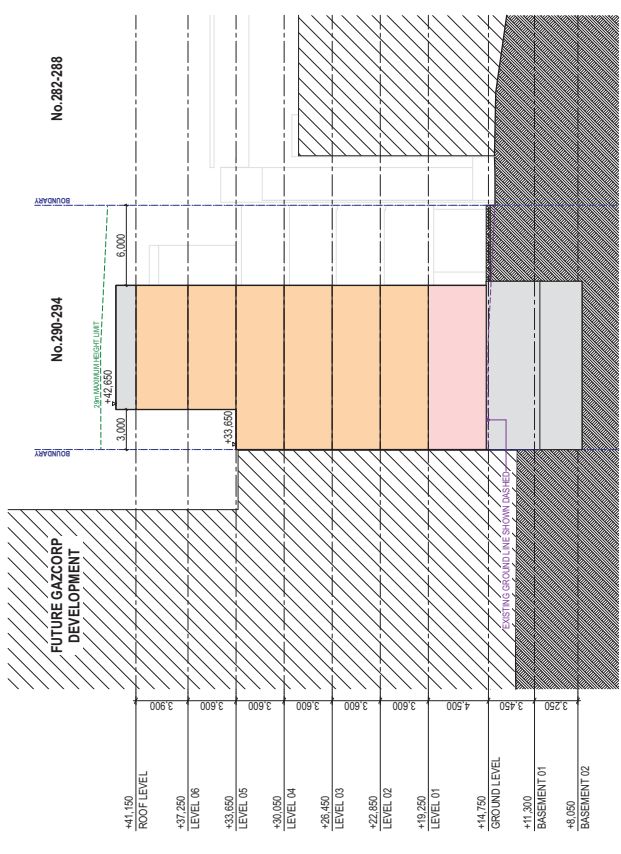 No.282-288
BOUNDARY
6,000
No.290-294
29m MAXIMUM HEIGHT LIMIT
+42,650
3,000
+33,650
BOUNDARY
FUTURE GAZCORP
DEVELOPMENT
EXISTING GROUND LINE SHOWN DASHED
3,900
3,600
3,600
3,600
3,600
3,600
4,500
3,450
3,250
+41,150
ROOF LEVEL
+37,250
LEVEL 06
+33,650
LEVEL 05
+30,050
LEVEL 04
+26,450
LEVEL 03
+22,850
LEVEL 02
+19,250
LEVEL 01
+14,750
GROUND LEVEL
+11,300
BASEMENT 01
+8,050
BASEMENT 02